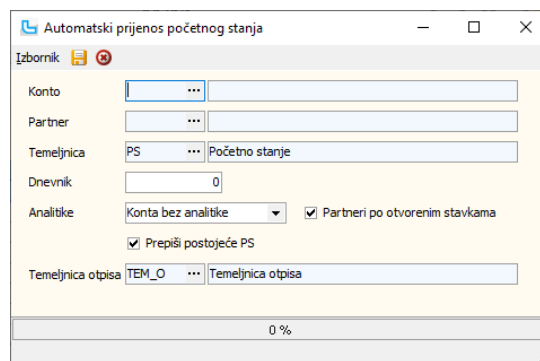 Automatski prijenos početnog stanja
Izbornik
Konto
Partner
Temeljnica PS ... Početno stanje
Dnevnik 0
Analitike Konta bez analitike Partneri po otvorenim stavkama
Prepiši postojeće PS
Temeljnica otpisa TEM_O ... Temeljnica otpisa
0 %